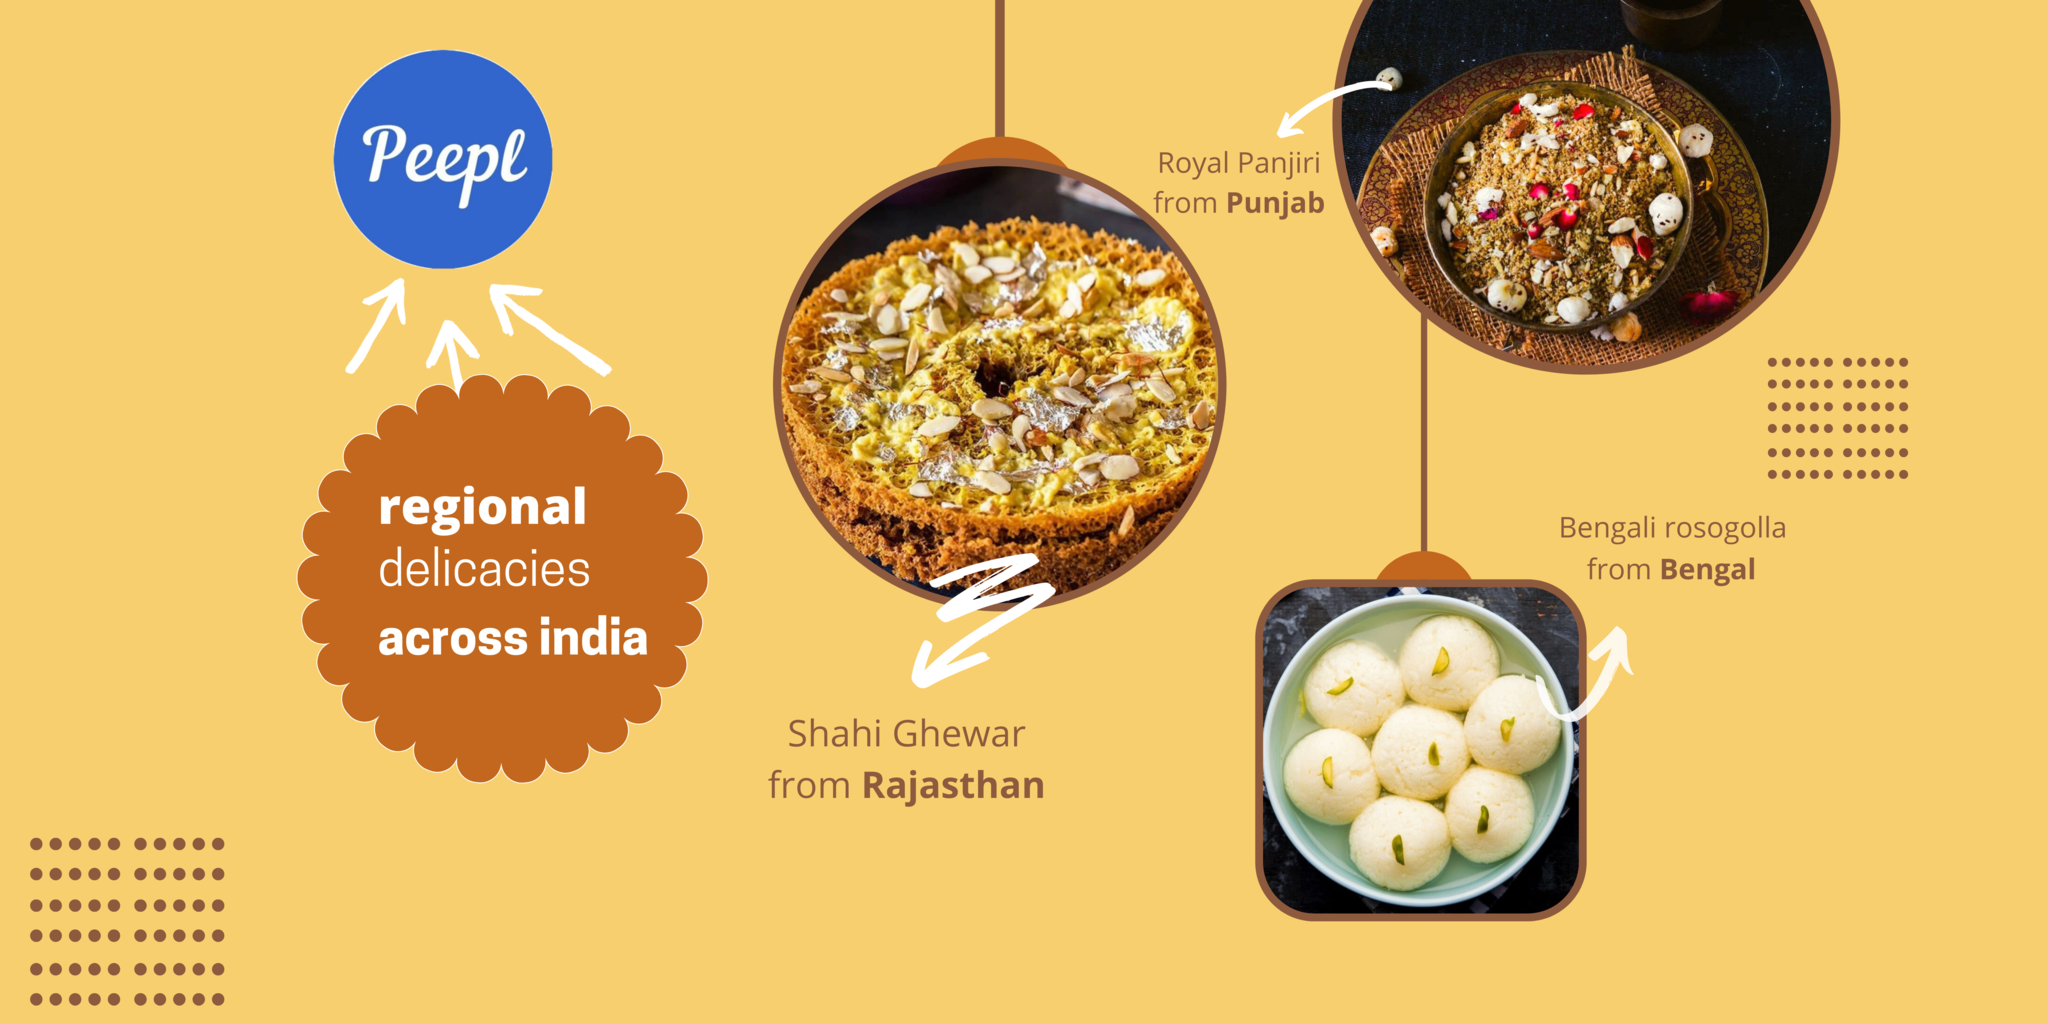 Peepl
regional
delicacies
across india
Shahi Ghewar
from Rajasthan
Royal Panjiri
from Punjab
Bengali rosogolla
from Bengal